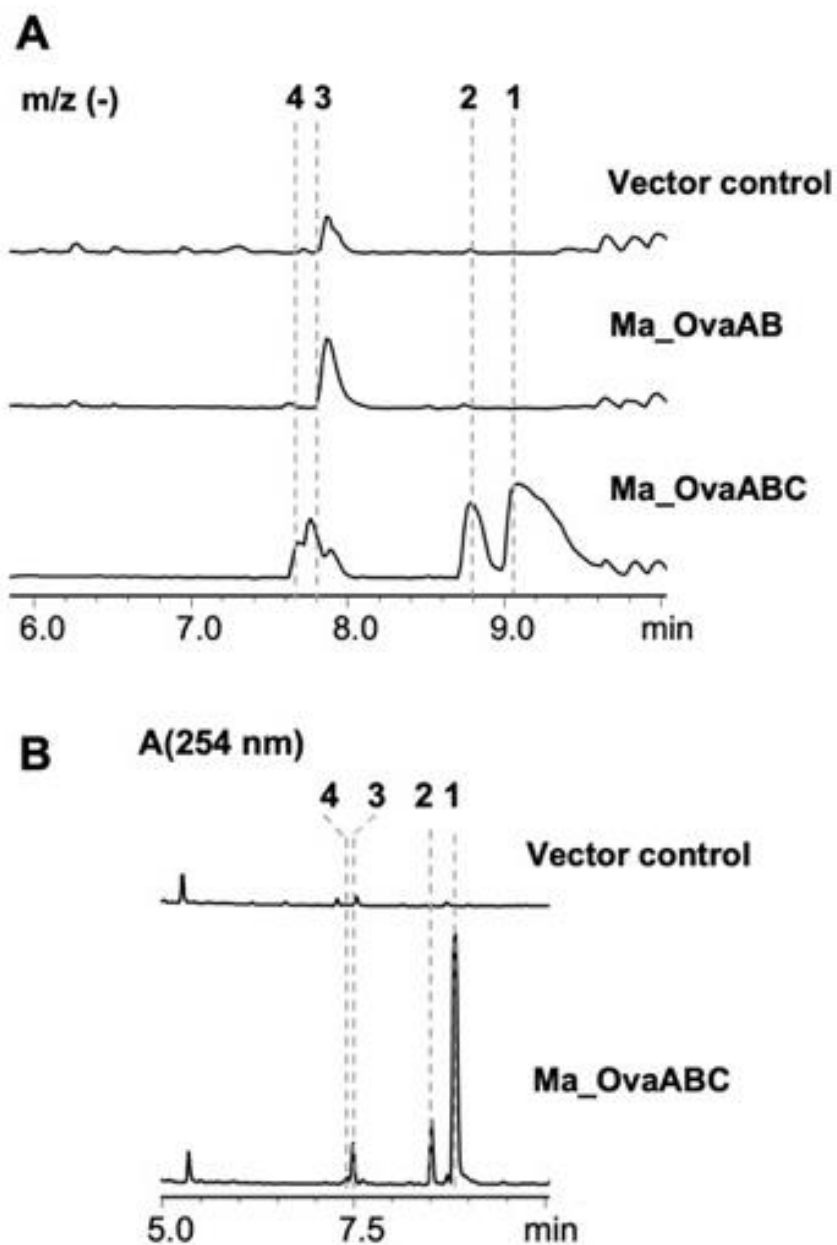 A
m/z (-) 4 3 2 1
Vector control
Ma_OvaAB
Ma_OvaABC
6.0 7.0 8.0 9.0 min
B A(254 nm)
4 3 2 1
Vector control
Ma_OvaABC
5.0 7.5 min